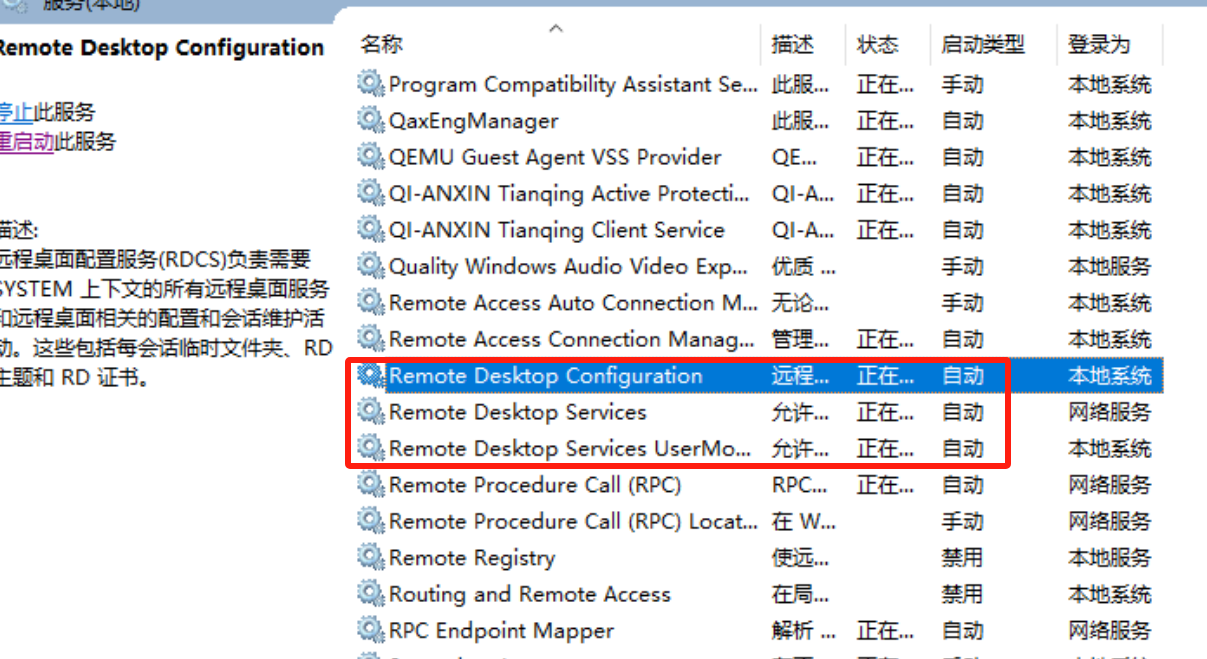 服务(本地)
Remote Desktop Configuration
停止此服务
重启动此服务
描述:
远程桌面配置服务(RDCS)负责需要
SYSTEM 上下文的所有远程桌面服务
和远程桌面相关的配置和会话维护活
动。这些包括每会话临时文件夹、RD
主题和 RD 证书。
名称 描述 状态 启动类型 登录为
Program Compatibility Assistant Se... 此服... 正在... 手动 本地系统
QaxEngManager 此服... 正在... 自动 本地系统
QEMU Guest Agent VSS Provider QE... 正在... 自动 本地系统
QI-ANXIN Tianqing Active Protecti... QI-A... 正在... 自动 本地系统
QI-ANXIN Tianqing Client Service QI-A... 正在... 自动 本地系统
Quality Windows Audio Video Exp... 优质 ... 手动 本地服务
Remote Access Auto Connection M... 无论... 手动 本地系统
Remote Access Connection Manag... 管理... 正在... 自动 本地系统
Remote Desktop Configuration 远程... 正在... 自动 本地系统
Remote Desktop Services 允许... 正在... 自动 网络服务
Remote Desktop Services UserMo... 允许... 正在... 自动 本地系统
Remote Procedure Call (RPC) RPC... 正在... 自动 网络服务
Remote Procedure Call (RPC) Locat... 在 W... 手动 网络服务
Remote Registry 使远... 禁用 本地服务
Routing and Remote Access 在局... 禁用 本地系统
RPC Endpoint Mapper 解析 ... 正在... 自动 网络服务